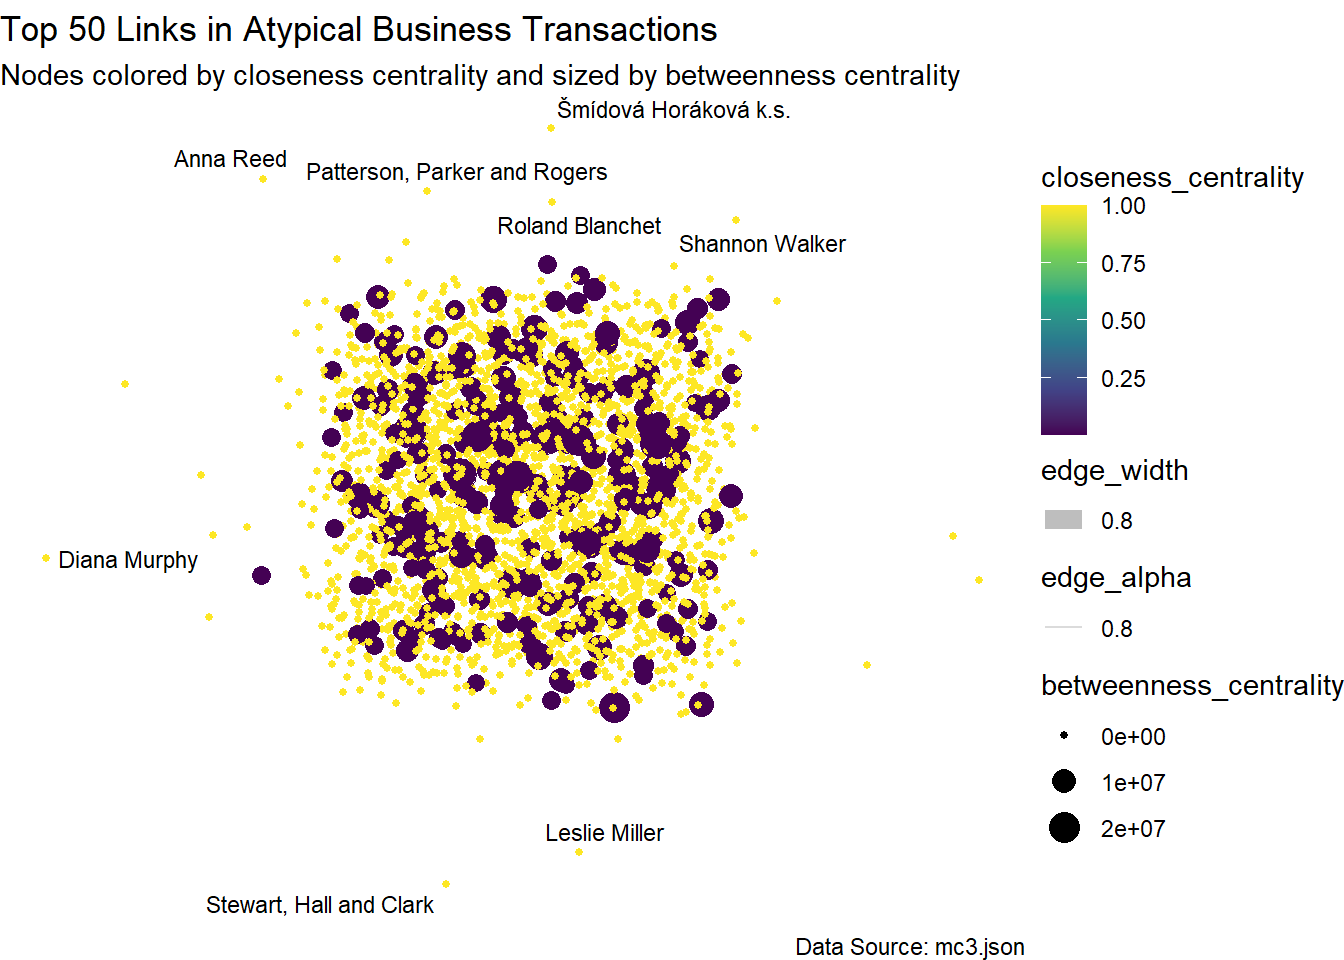 Top 50 Links in Atypical Business Transactions
Nodes colored by closeness centrality and sized by betweenness centrality
Šmídová Horáková k.s.
Anna Reed
Patterson, Parker and Rogers
Roland Blanchet
Shannon Walker
Diana Murphy
Leslie Miller
Stewart, Hall and Clark
closeness_centrality
1.00
0.75
0.50
0.25
edge_width
0.8
edge_alpha
0.8
betweenness_centrality
0e+00
1e+07
2e+07
Data Source: mc3.json